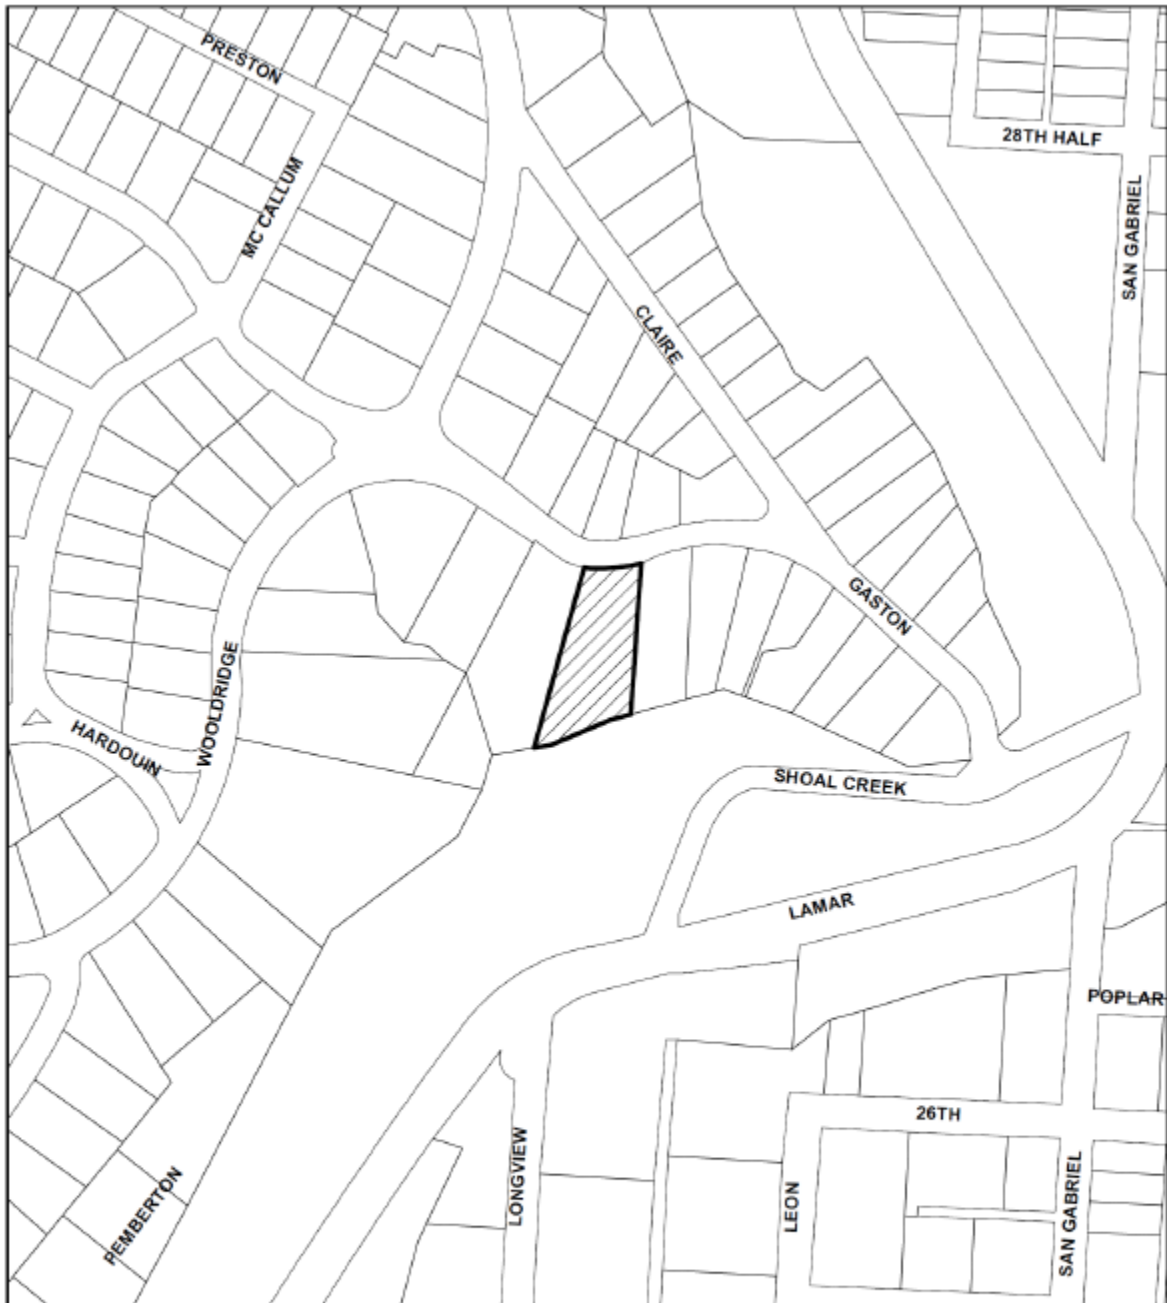 PRESTON
28TH HALF
MC CALLUM
SAN GABRIEL
CLAIRE
GASTON
WOOLDRIDGE
HARDOUIN
SHOAL CREEK
LAMAR
POPLAR
26TH
LONGVIEW
LEON
SAN GABRIEL
PEMBERTON